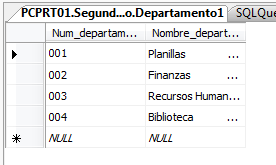 PCPRT01.Segund...o.Departamento1 SQLQue
Num_departam... Nombre_depart...
001 Planillas ...
002 Finanzas ...
003 Recursos Human... ...
004 Biblioteca ...
NULL NULL